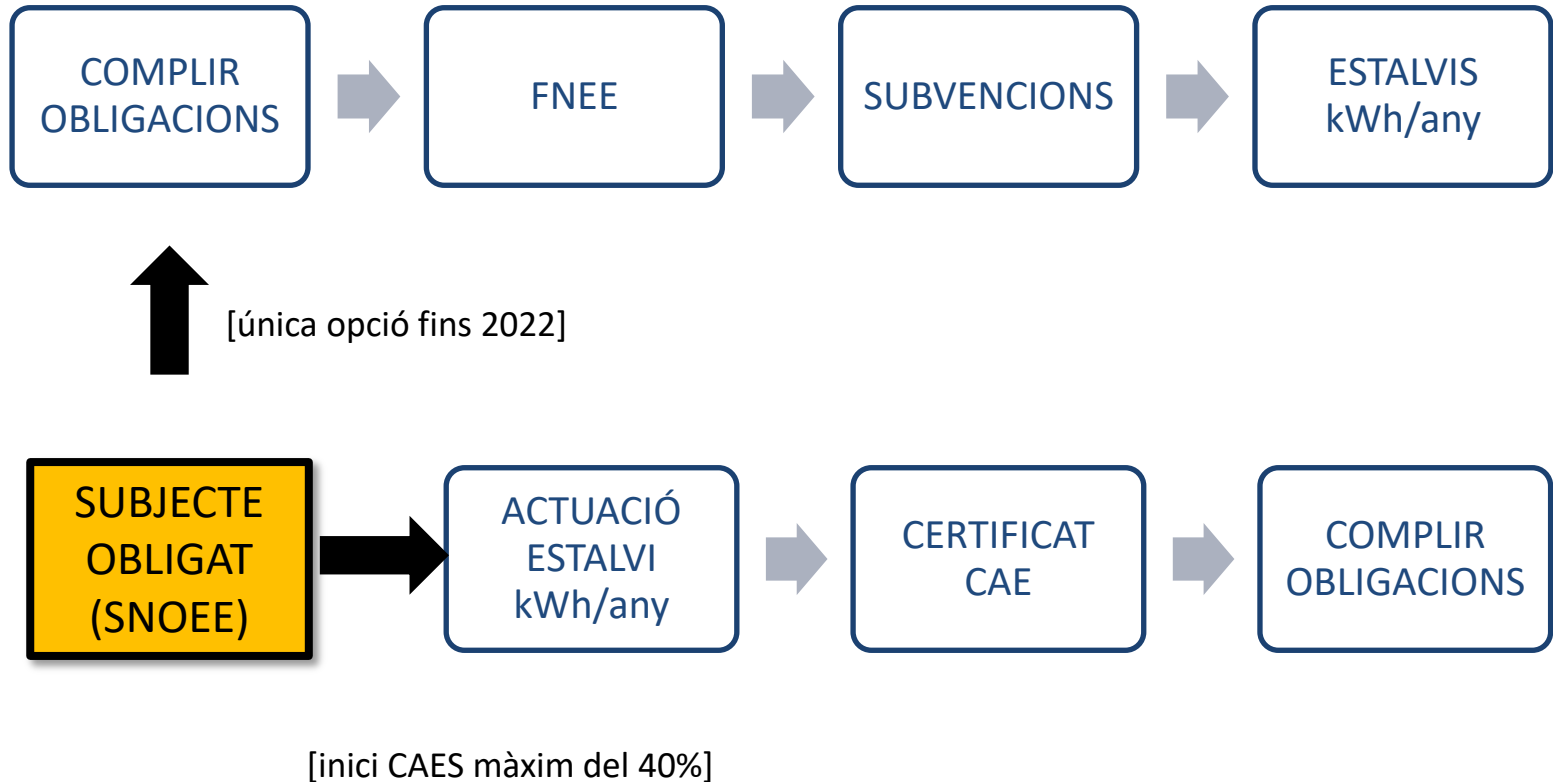 COMPLIR
OBLIGACIONS
FNEE
SUBVENCIONS
ESTALVIS
kWh/any
[única opció fins 2022]
SUBJECTE
OBLIGAT
(SNOEE)
ACTUACIÓ
ESTALVI
kWh/any
CERTIFICAT
CAE
COMPLIR
OBLIGACIONS
[inici CAES màxim del 40%]